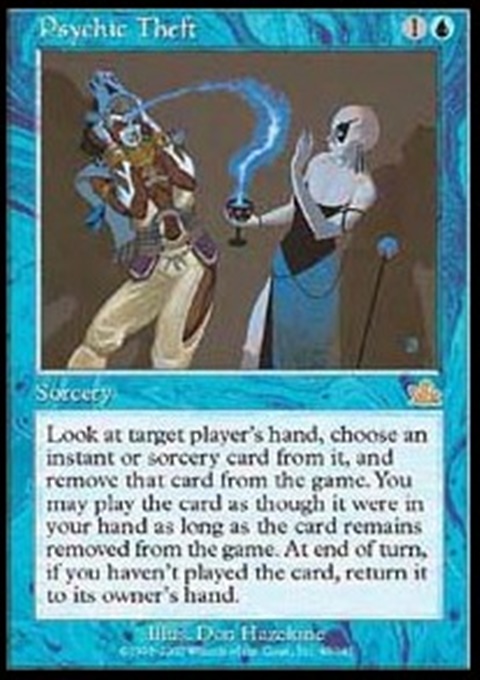 Psychic Theft 1
Sorcery
Look at target player's hand, choose an
instant or sorcery card from it, and
remove that card from the game. You
may play the card as though it were in
your hand as long as the card remains
removed from the game. At end of turn,
if you haven't played the card, return it
to its owner's hand.
Illus. Don Hazeltine